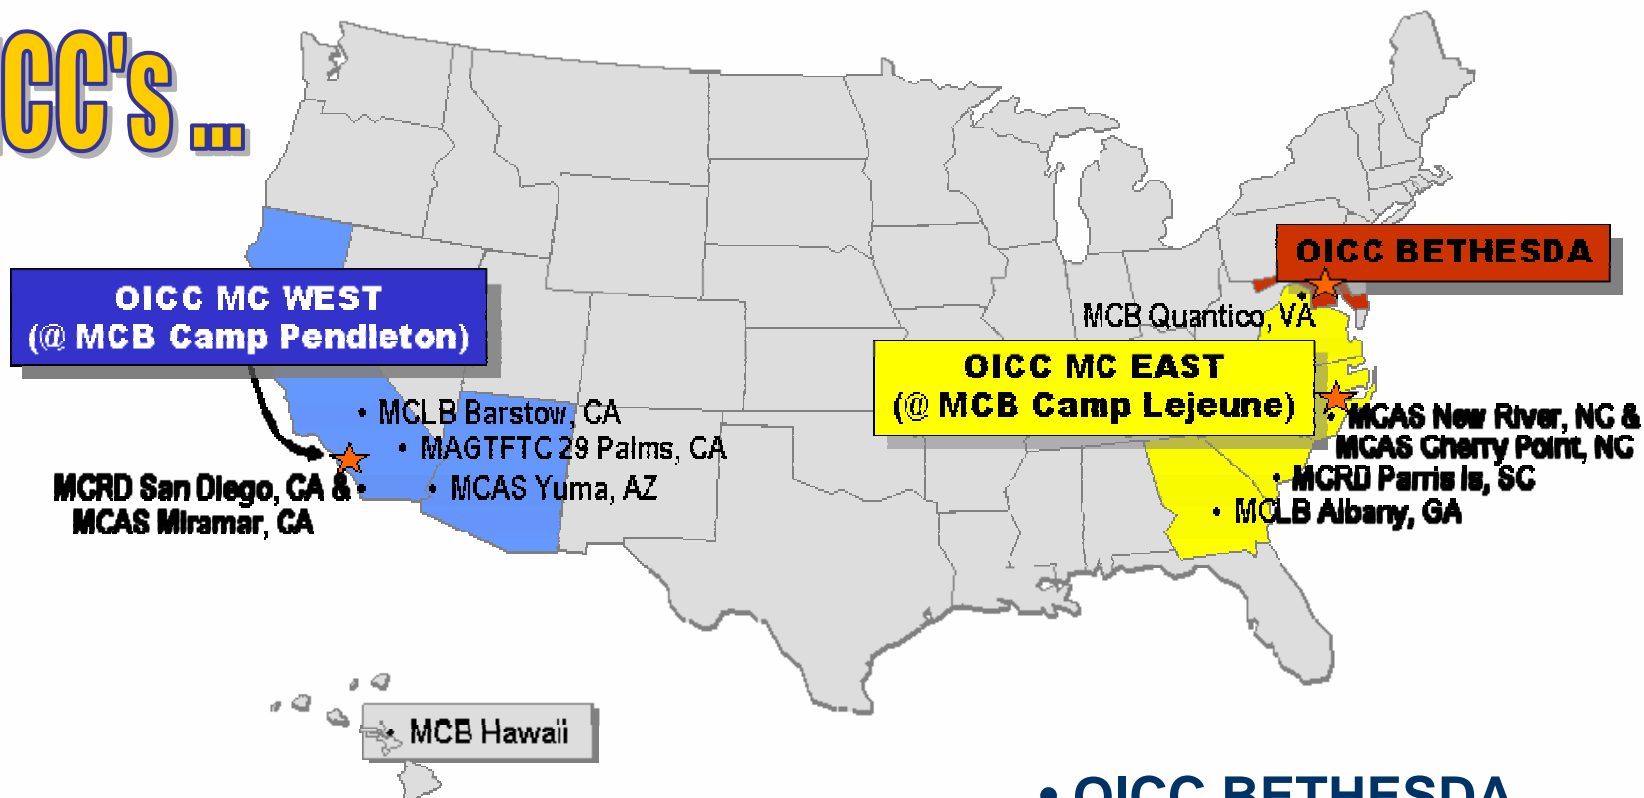 CC's ...
OICC BETHESDA
OICC MC WEST
(@ MCB Camp Pendleton)
MCB Quantico, VA
OICC MC EAST
(@ MCB Camp Lejeune)
• MCLB Barstow, CA
MCAS New River, NC &
• MAGTFTC 29 Palms, CA
MCAS Cherry Point, NC
MCRD San Diego, CA &
• MCAS Yuma, AZ
• MCRD Parris Is, SC
MCAS Miramar, CA
• MCLB Albany, GA
• MCB Hawaii
• OICC BETHESDA